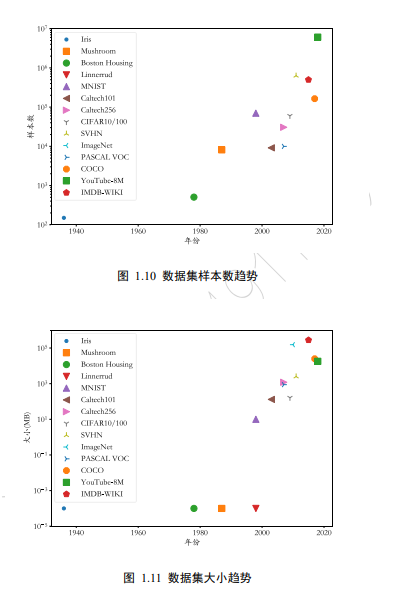 10⁷
10⁶
10⁵
10⁴
10³
10²
样本数
Iris
Mushroom
Boston Housing
Linnerrud
MNIST
Caltech101
Caltech256
CIFAR10/100
SVHN
ImageNet
PASCAL VOC
COCO
YouTube-8M
IMDB-WIKI
1940
1960
1980
2000
2020
年份
图 1.10 数据集样本数趋势
10⁵
10³
10¹
10⁻¹
10⁻³
10⁻⁵
大小(MB)
Iris
Mushroom
Boston Housing
Linnerrud
MNIST
Caltech101
Caltech256
CIFAR10/100
SVHN
ImageNet
PASCAL VOC
COCO
YouTube-8M
IMDB-WIKI
1940
1960
1980
2000
2020
年份
图 1.11 数据集大小趋势